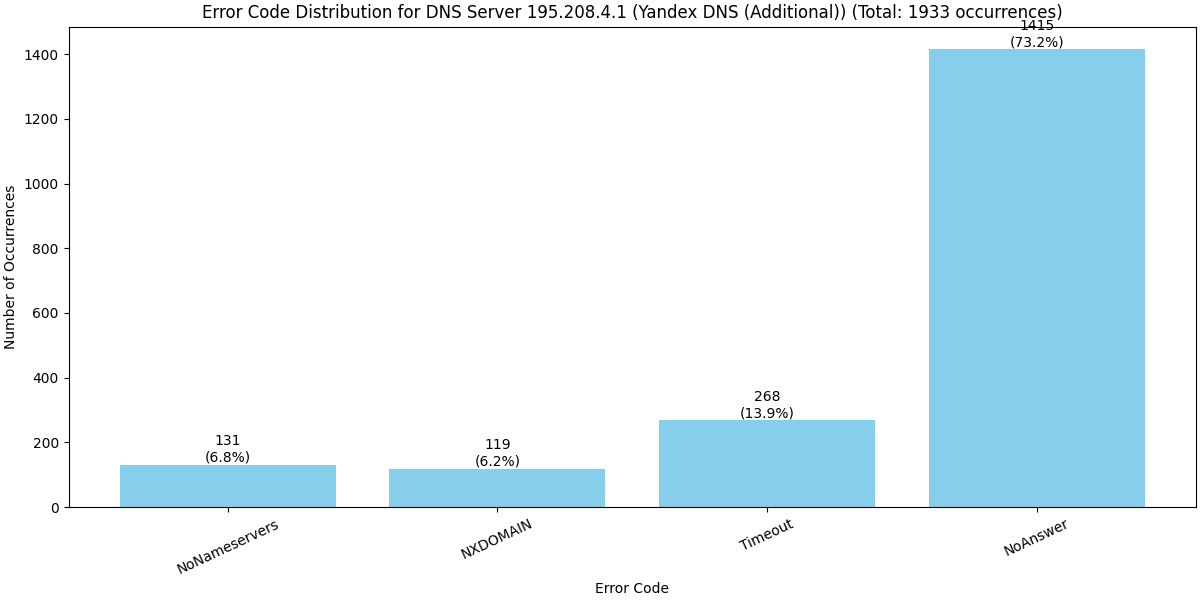 Error Code Distribution for DNS Server 195.208.4.1 (Yandex DNS (Additional)) (Total: 1933 occurrences)
Number of Occurrences
1400
1200
1000
800
600
400
200
0
131
(6.8%)
119
(6.2%)
268
(13.9%)
1415
(73.2%)
NoNameservers
NXDOMAIN
Timeout
NoAnswer
Error Code